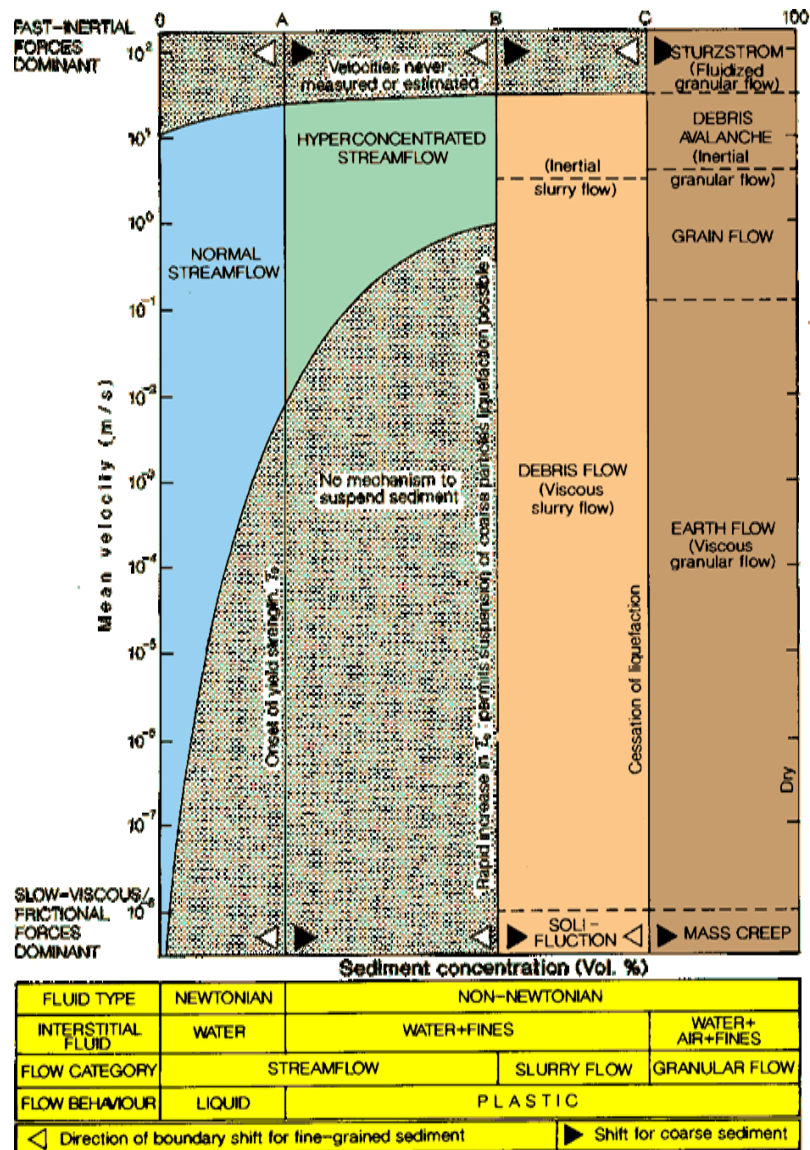 O A B C 100
FAST-INERTIAL
FORCES
DOMINANT
10²
10¹
10⁰
10⁻¹
10⁻²
10⁻³
10⁻⁴
10⁻⁵
10⁻⁶
10⁻⁷
10⁻⁸
Mean velocity (m/s)
SLOW-VISCOUS/
FRICTIONAL
FORCES
DOMINANT
Velocities never
measured or estimated
STURZSTROM
(Fluidized
granular flow)
HYPERCONCENTRATED
STREAMFLOW
(Inertial
slurry flow)
DEBRIS
AVALANCHE
(Inertial
granular flow)
NORMAL
STREAMFLOW
GRAIN FLOW
No mechanism to
suspend sediment
DEBRIS FLOW
(Viscous
slurry flow)
EARTH FLOW
(Viscous
granular flow)
Onset of yield strength,
Rapid increase in : permits suspension of coarse particles liquefaction possible
Cessation of liquefaction
Dry
SOLI-
FLUCTION
MASS CREEP
Sediment concentration (Vol. %)
FLUID TYPE NEWTONIAN NON-NEWTONIAN
INTERSTITIAL
FLUID
WATER WATER+FINES
WATER+
AIR+FINES
FLOW CATEGORY STREAMFLOW SLURRY FLOW GRANULAR FLOW
FLOW BEHAVIOUR LIQUID PLASTIC
◁ Direction of boundary shift for fine-grained sediment ▶ Shift for coarse sediment